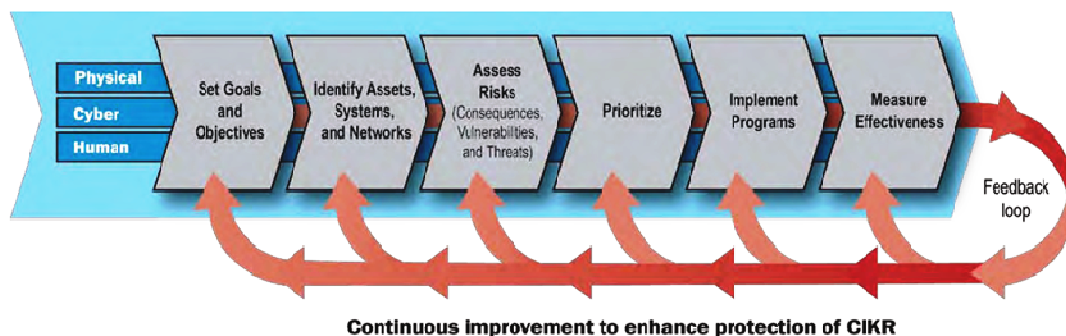 Physical
Cyber
Human
Set Goals
and
Objectives
Identify Assets,
Systems,
and Networks
Assess
Risks
(Consequences,
Vulnerabilities,
and Threats)
Prioritize
Implement
Programs
Measure
Effectiveness
Feedback
loop
Continuous improvement to enhance protection of CIKR